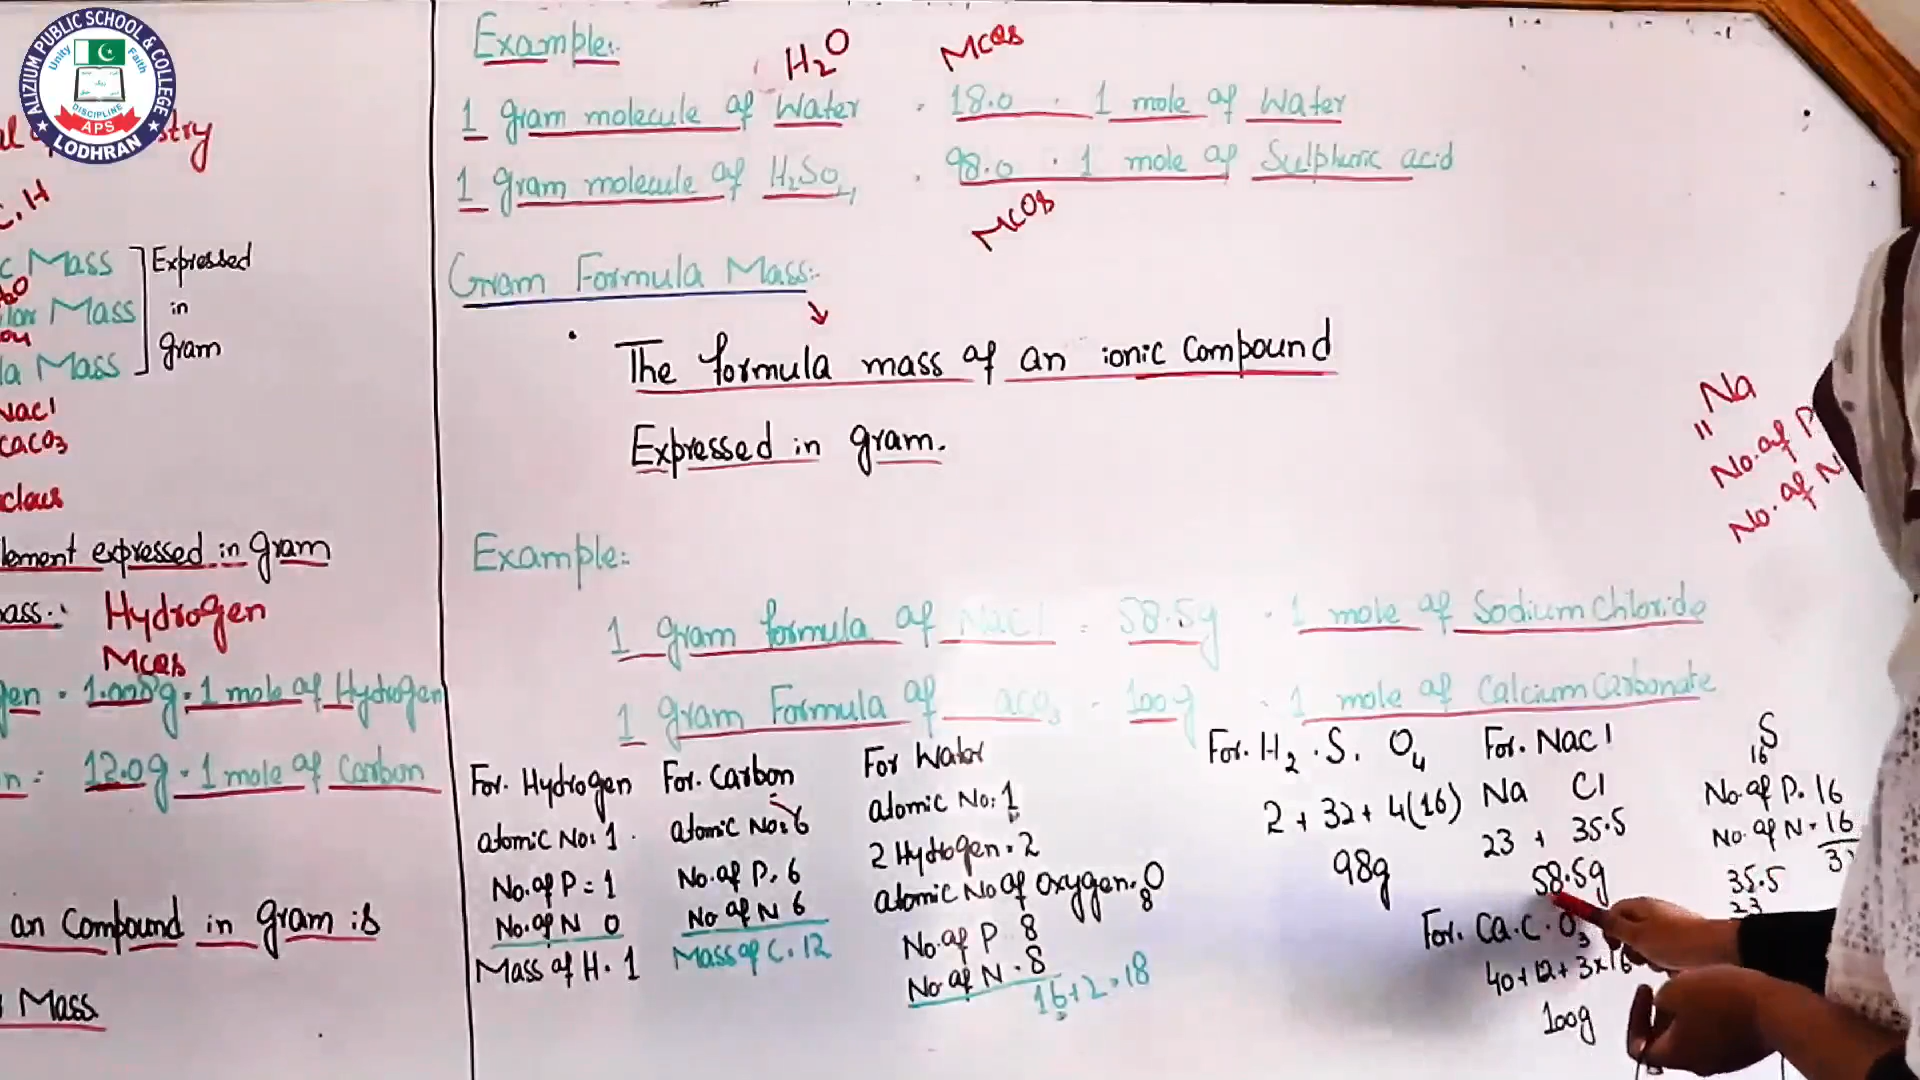 ALIZIUM PUBLIC SCHOOL & COLLEGE
Unity
Faith
DISCIPLINE
APS
LODHRAN
C, H
Mass
Expressed
Mass
in
Mass
gram
NaCl
CaCO3
expressed in gram
Hydrogen
Mcqs
1.008g . 1 mole of Hydrogen
12.0g . 1 mole of Carbon
an Compound in gram is
Mass
Example:
H2O
Mcqs
1 gram molecule of Water . 18.0 . 1 mole of Water
1 gram molecule of H2SO4 . 98.0 . 1 mole of Sulphuric acid
Mcqs
Gram Formula Mass:-
The formula mass of an ionic Compound
Expressed in gram.
Na
11
No. of P
No. of N
Example:
1 gram formula of NaCl = 58.5g . 1 mole of Sodium Chloride
1 gram Formula of aco3 - 100g . 1 mole of Calcium Carbonate
For. Hydrogen
atomic No: 1
No. of P = 1
No. of N 0
Mass of H . 1
For. Carbon
atomic No: 6
No. of P . 6
No of N 6
Mass of C . 12
For Water
atomic No: 1
2 Hydrogen . 2
atomic No of oxygen . O
8
No. of P 8
No of N . 8
16+2 . 18
For. H2 . S . O4
2 + 32 + 4(16)
98g
For. NaCl
Na Cl
23 + 35.5
58.5g
For. Ca . C . O3
40+12+3x16
100g
S
16
No. of P . 16
No. of N . 16
35.5
23